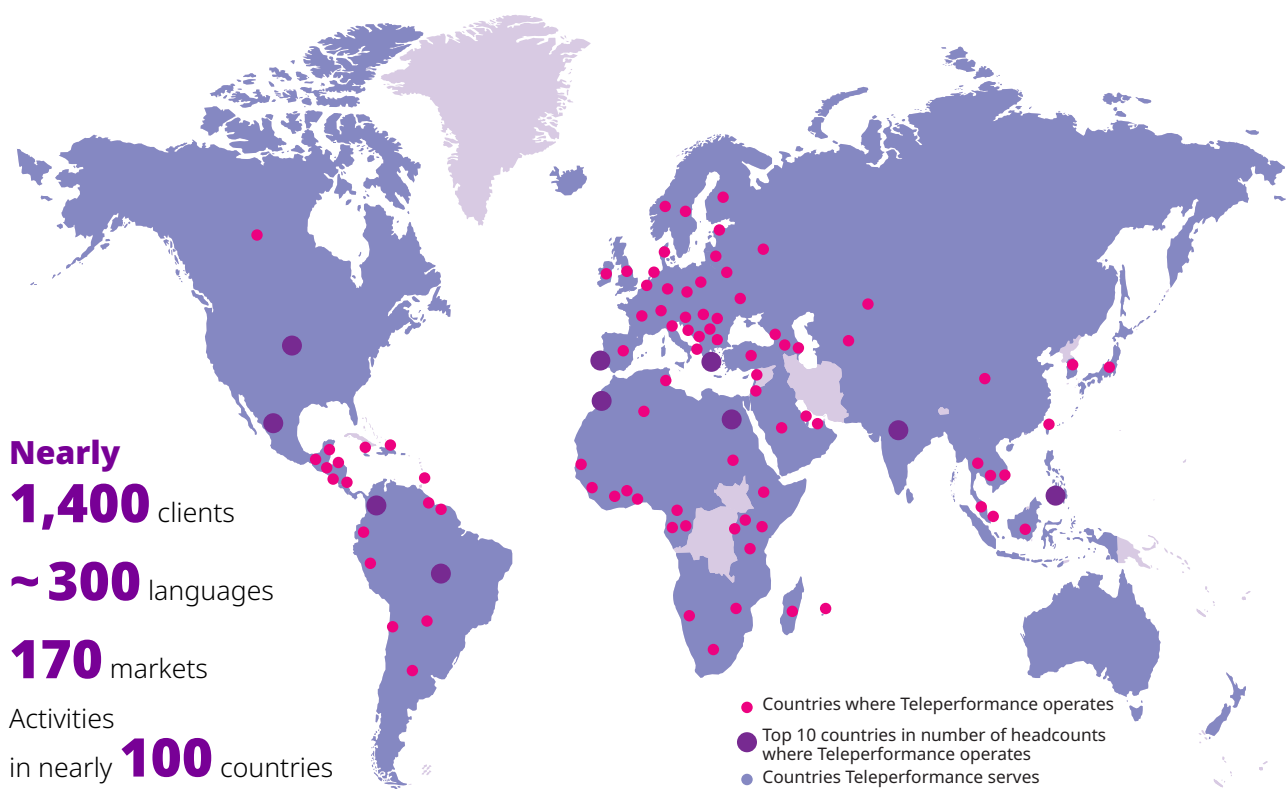 Nearly
1,400 clients
~ 300 languages
170 markets
Activities
in nearly 100 countries
Countries where Teleperformance operates
Top 10 countries in number of headcounts
where Teleperformance operates
Countries Teleperformance serves